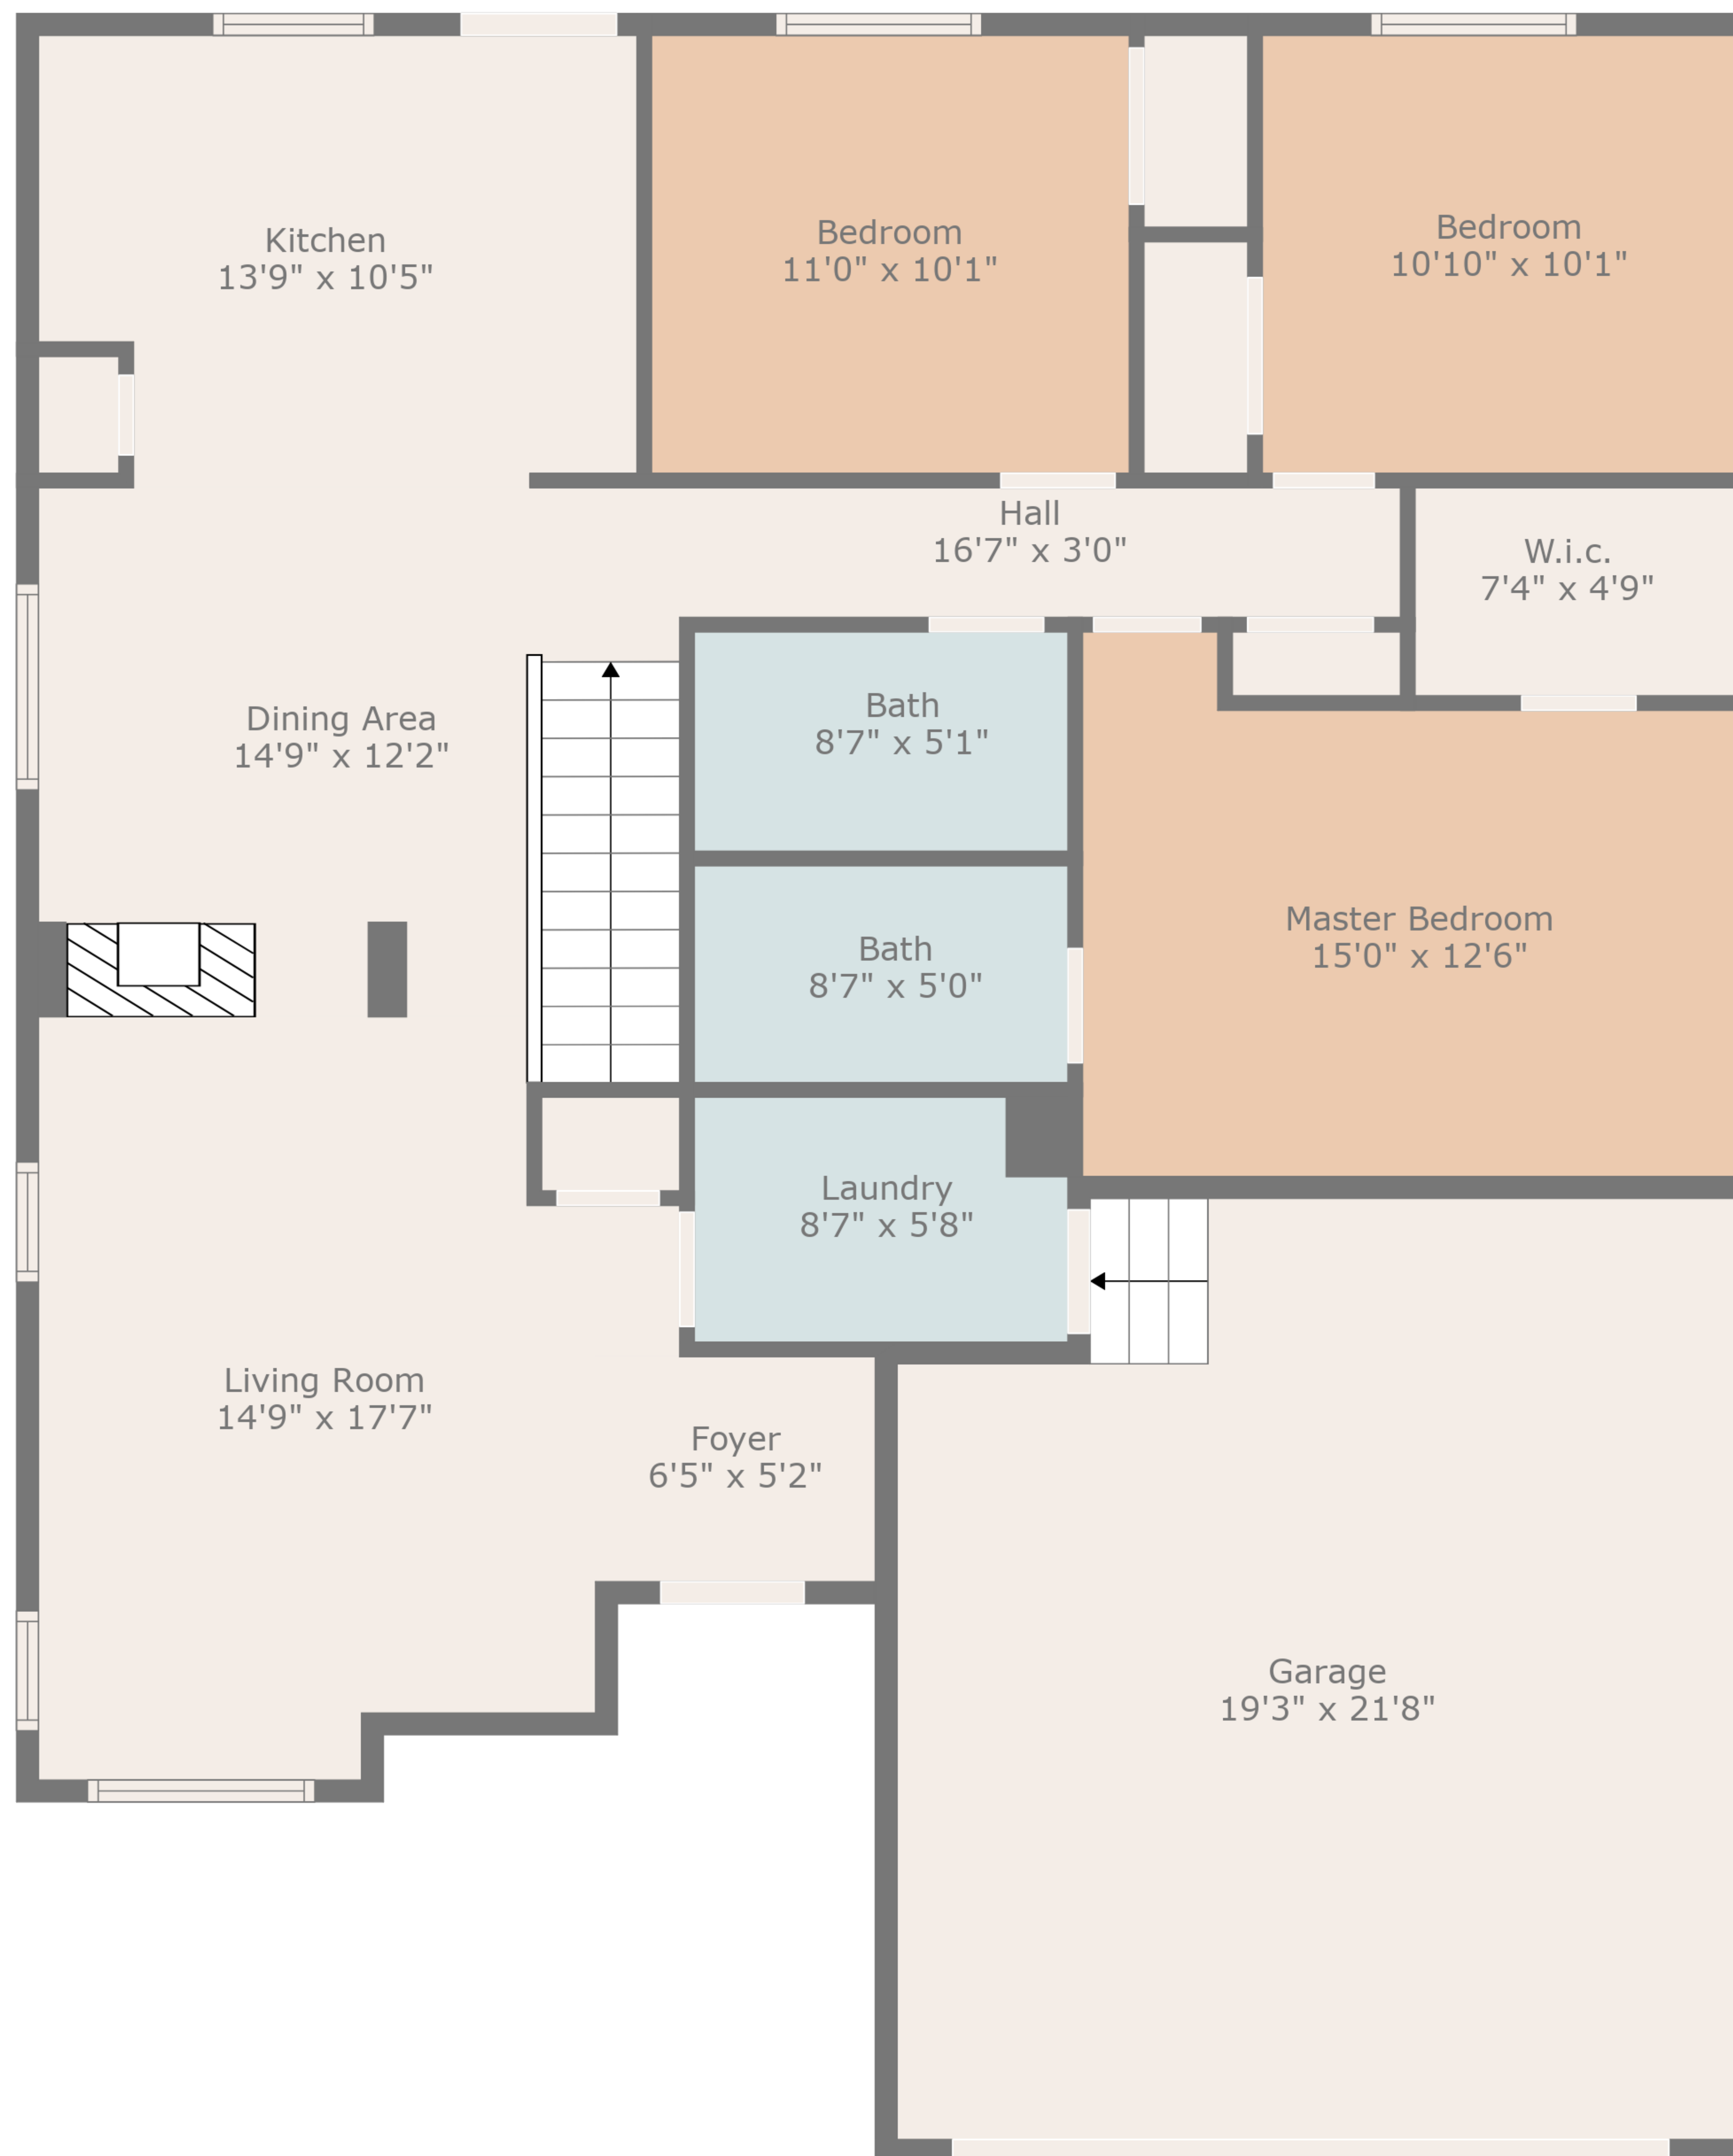 Kitchen
13'9" x 10'5"
Bedroom
11'0" x 10'1"
Bedroom
10'10" x 10'1"
Hall
16'7" x 3'0"
W.i.c.
7'4" x 4'9"
Dining Area
14'9" x 12'2"
Bath
8'7" x 5'1"
Bath
8'7" x 5'0"
Master Bedroom
15'0" x 12'6"
Laundry
8'7" x 5'8"
Living Room
14'9" x 17'7"
Foyer
6'5" x 5'2"
Garage
19'3" x 21'8"